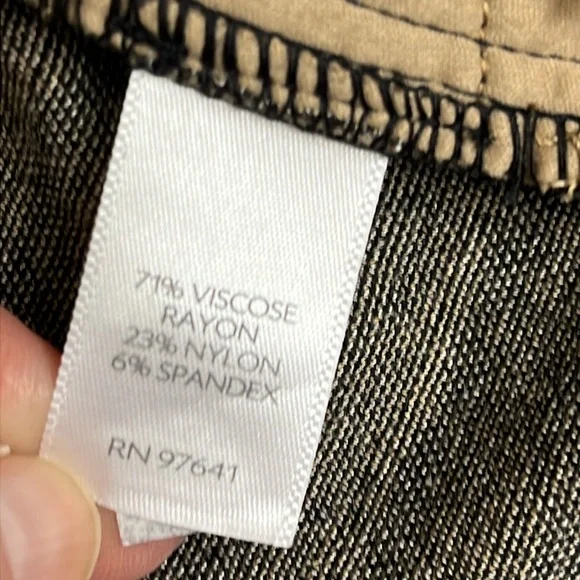 71% VISCOSE
RAYON
23% NYLON
6% SPANDEX
RN 97641